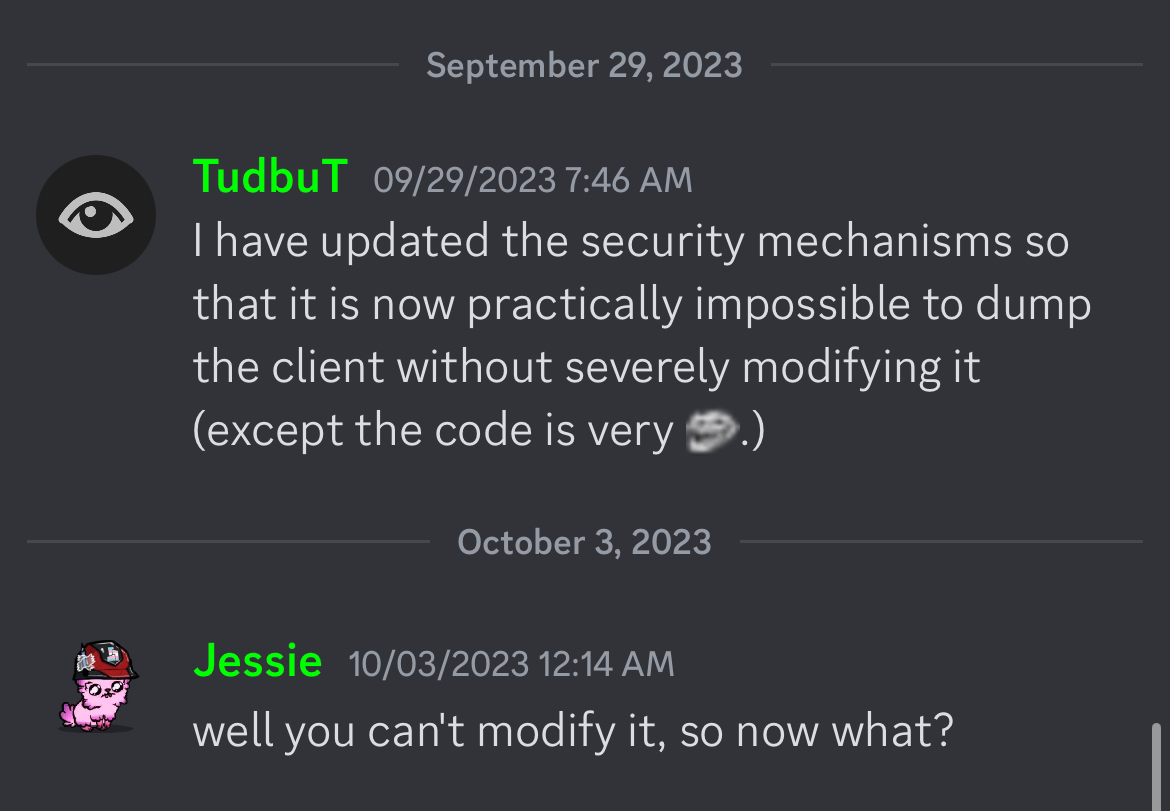 September 29, 2023
TudbuT 09/29/2023 7:46 AM
I have updated the security mechanisms so
that it is now practically impossible to dump
the client without severely modifying it
(except the code is very .)
October 3, 2023
Jessie 10/03/2023 12:14 AM
well you can't modify it, so now what?